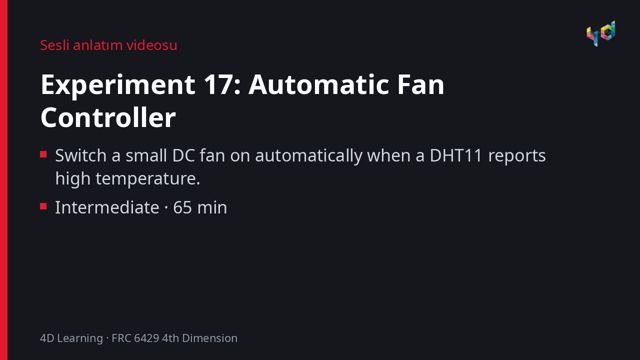 Sesli anlatım videosu
Experiment 17: Automatic Fan
Controller
Switch a small DC fan on automatically when a DHT11 reports
high temperature.
Intermediate · 65 min
4D Learning · FRC 6429 4th Dimension
4d